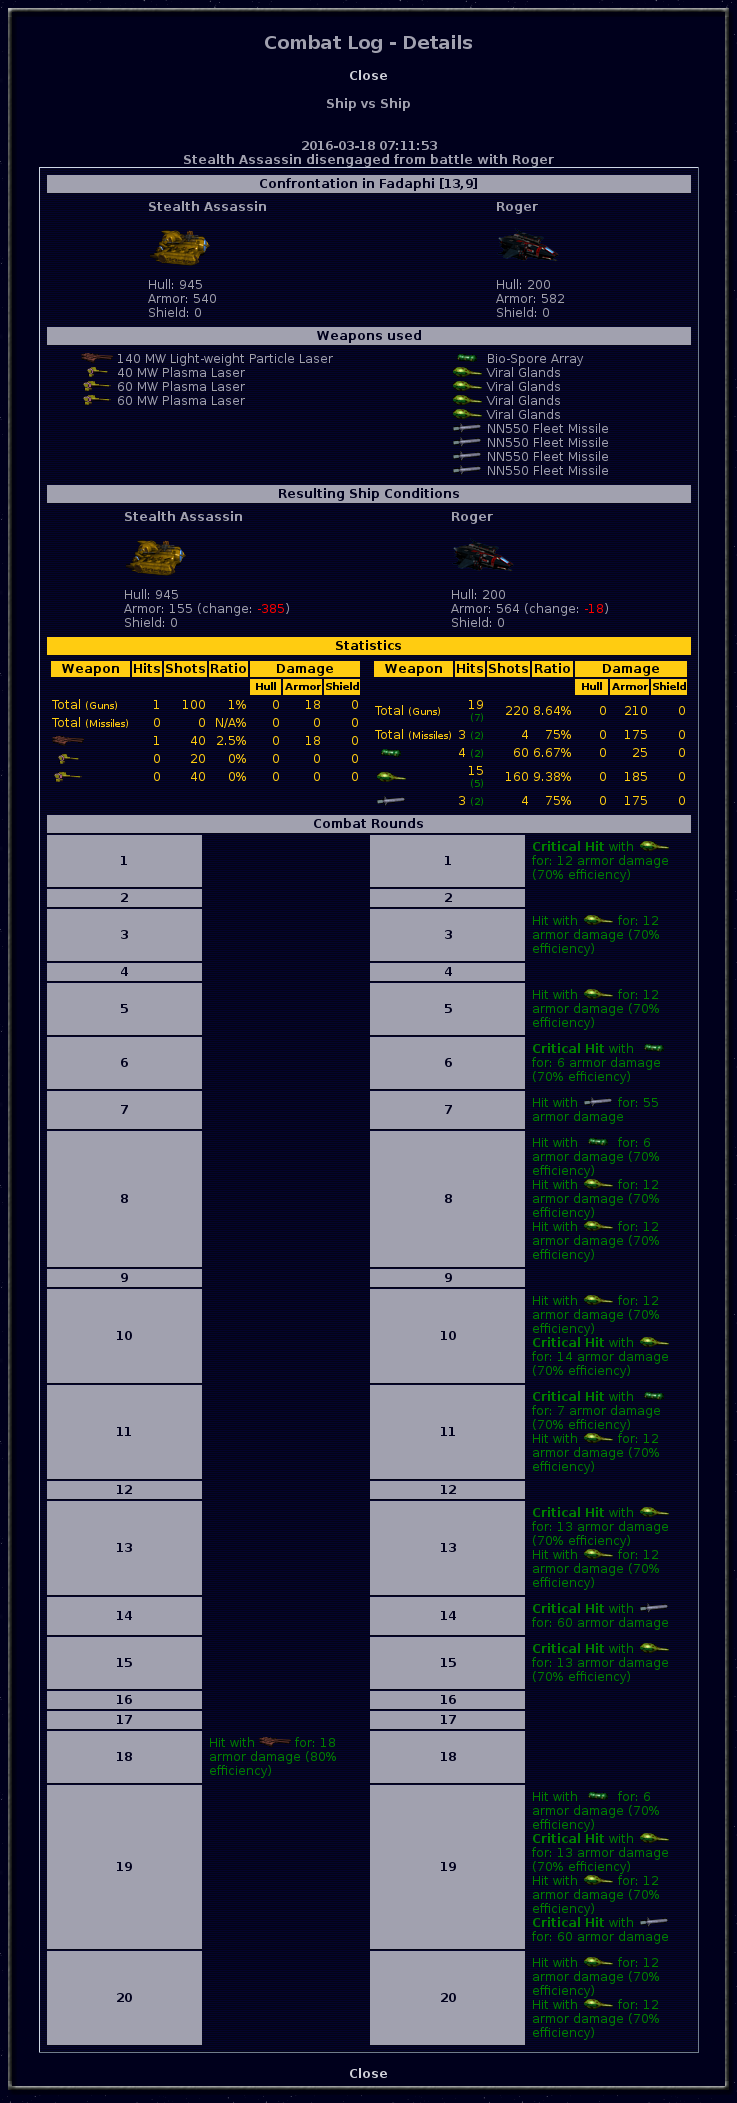 Combat Log - Details
Close
Ship vs Ship
2016-03-18 07:11:53
Stealth Assassin disengaged from battle with Roger
Confrontation in Fadaphi [13,9]
Stealth Assassin Roger
Hull: 945 Hull: 200
Armor: 540 Armor: 582
Shield: 0 Shield: 0
Weapons used
140 MW Light-weight Particle Laser Bio-Spore Array
40 MW Plasma Laser Viral Glands
60 MW Plasma Laser Viral Glands
60 MW Plasma Laser Viral Glands
Viral Glands
NN550 Fleet Missile
NN550 Fleet Missile
NN550 Fleet Missile
NN550 Fleet Missile
Resulting Ship Conditions
Stealth Assassin Roger
Hull: 945 Hull: 200
Armor: 155 (change: -385) Armor: 564 (change: -18)
Shield: 0 Shield: 0
Statistics
Weapon Hits Shots Ratio Damage
Hull Armor Shield
Total (Guns) 1 100 1% 0 18 0
Total (Missiles) 0 0 N/A% 0 0 0
1 40 2.5% 0 18 0
0 20 0% 0 0 0
0 40 0% 0 0 0
Weapon Hits Shots Ratio Damage
Hull Armor Shield
Total (Guns) 19 (7) 220 8.64% 0 210 0
Total (Missiles) 3 (2) 4 75% 0 175 0
4 (2) 60 6.67% 0 25 0
15 (5) 160 9.38% 0 185 0
3 (2) 4 75% 0 175 0
Combat Rounds
1 1 Critical Hit with
for: 12 armor damage
(70% efficiency)
2 2
3 3 Hit with for: 12
armor damage (70%
efficiency)
4 4
5 5 Hit with for: 12
armor damage (70%
efficiency)
6 6 Critical Hit with
for: 6 armor damage
(70% efficiency)
7 7 Hit with for: 55
armor damage
8 8 Hit with for: 6
armor damage (70%
efficiency)
Hit with for: 12
armor damage (70%
efficiency)
Hit with for: 12
armor damage (70%
efficiency)
9 9
10 10 Hit with for: 12
armor damage (70%
efficiency)
Critical Hit with
for: 14 armor damage
(70% efficiency)
11 11 Critical Hit with
for: 7 armor damage
(70% efficiency)
Hit with for: 12
armor damage (70%
efficiency)
12 12
13 13 Critical Hit with
for: 13 armor damage
(70% efficiency)
Hit with for: 12
armor damage (70%
efficiency)
14 14 Critical Hit with
for: 60 armor damage
15 15 Critical Hit with
for: 13 armor damage
(70% efficiency)
16 16
17 17
18 Hit with for: 18
armor damage (80%
efficiency)
18
19 19 Hit with for: 6
armor damage (70%
efficiency)
Critical Hit with
for: 13 armor damage
(70% efficiency)
Hit with for: 12
armor damage (70%
efficiency)
Critical Hit with
for: 60 armor damage
20 20 Hit with for: 12
armor damage (70%
efficiency)
Hit with for: 12
armor damage (70%
efficiency)
Close